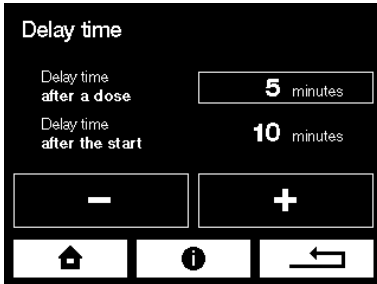 Delay time
Delay time
after a dose
5 minutes
Delay time
after the start
10 minutes
- +
i